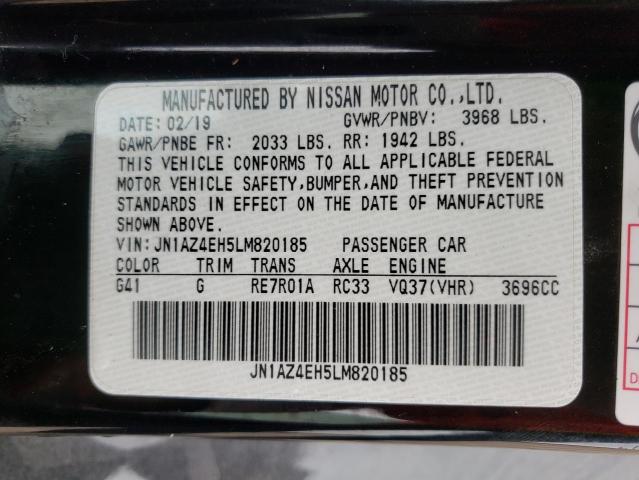 MANUFACTURED BY NISSAN MOTOR CO.,LTD.
DATE: 02/19 GVWR/PNBV: 3968 LBS.
GAWR/PNBE FR: 2033 LBS. RR: 1942 LBS.
THIS VEHICLE CONFORMS TO ALL APPLICABLE FEDERAL
MOTOR VEHICLE SAFETY,BUMPER,AND THEFT PREVENTION
STANDARDS IN EFFECT ON THE DATE OF MANUFACTURE
SHOWN ABOVE.
VIN: JN1AZ4EH5LM820185 PASSENGER CAR
COLOR TRIM TRANS AXLE ENGINE
G41 G RE7R01A RC33 VQ37(VHR) 3696CC
JN1AZ4EH5LM820185